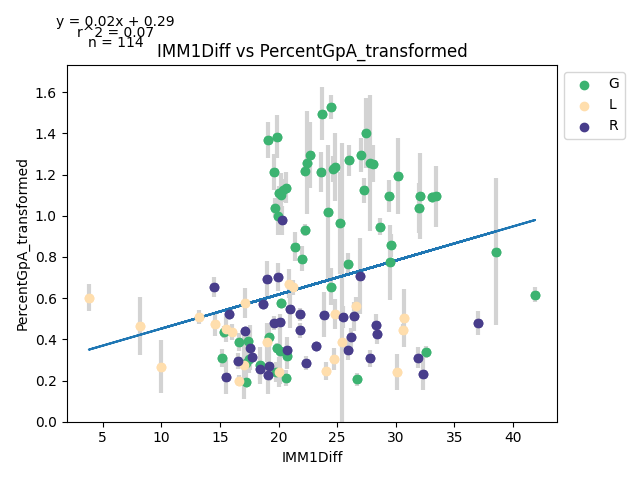 y = 0.02x + 0.29
r^2 = 0.07
n = 114
IMM1Diff vs PercentGpA_transformed
G
L
R
PercentGpA_transformed
1.6
1.4
1.2
1.0
0.8
0.6
0.4
0.2
0.0
5 10 15 20 25 30 35 40
IMM1Diff